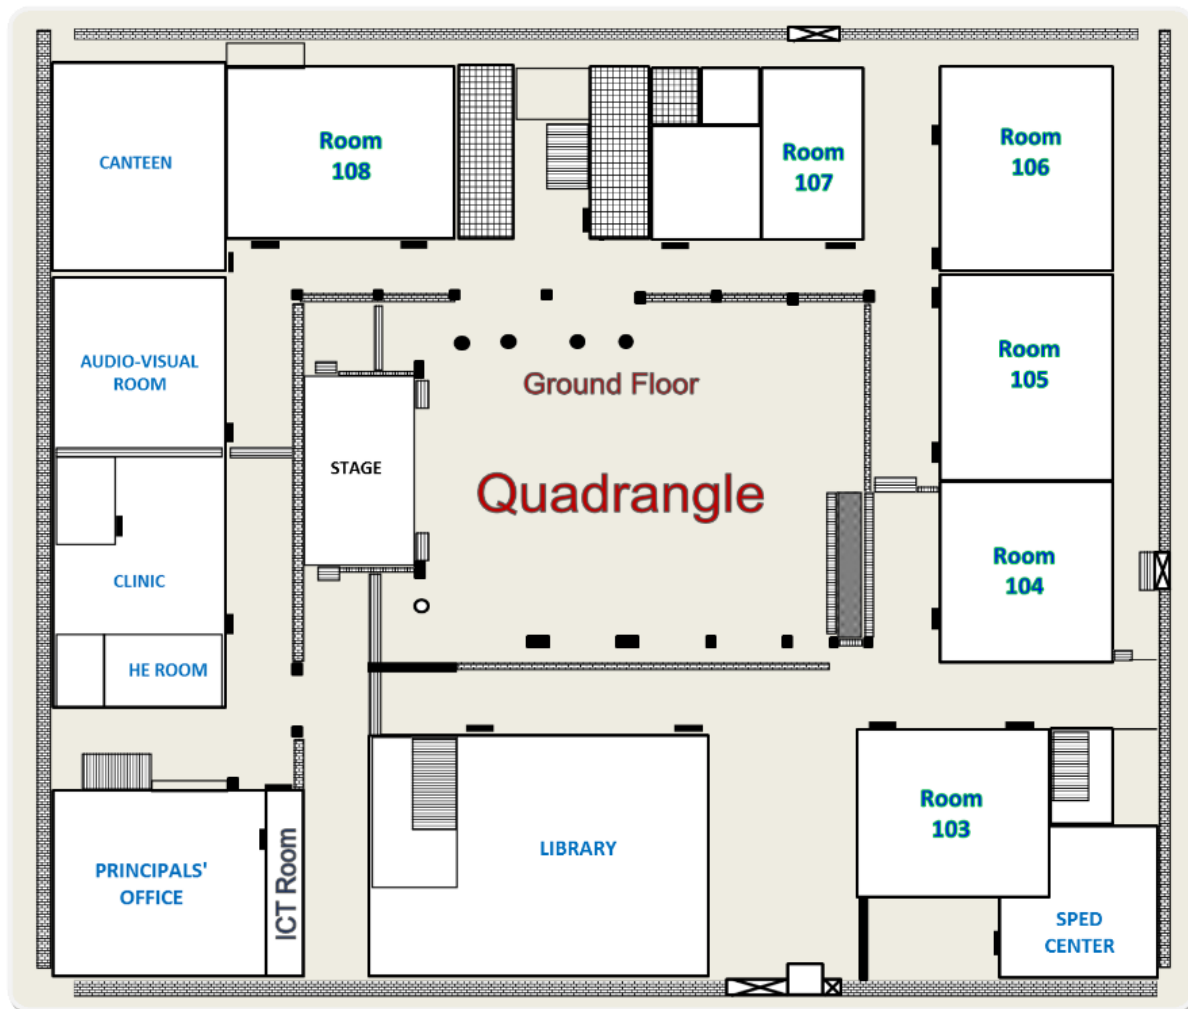 CANTEEN
Room
108
Room
107
Room
106
AUDIO-VISUAL
ROOM
Ground Floor
Room
105
STAGE
Quadrangle
CLINIC
Room
104
HE ROOM
PRINCIPALS'
OFFICE
ICT Room
LIBRARY
Room
103
SPED
CENTER